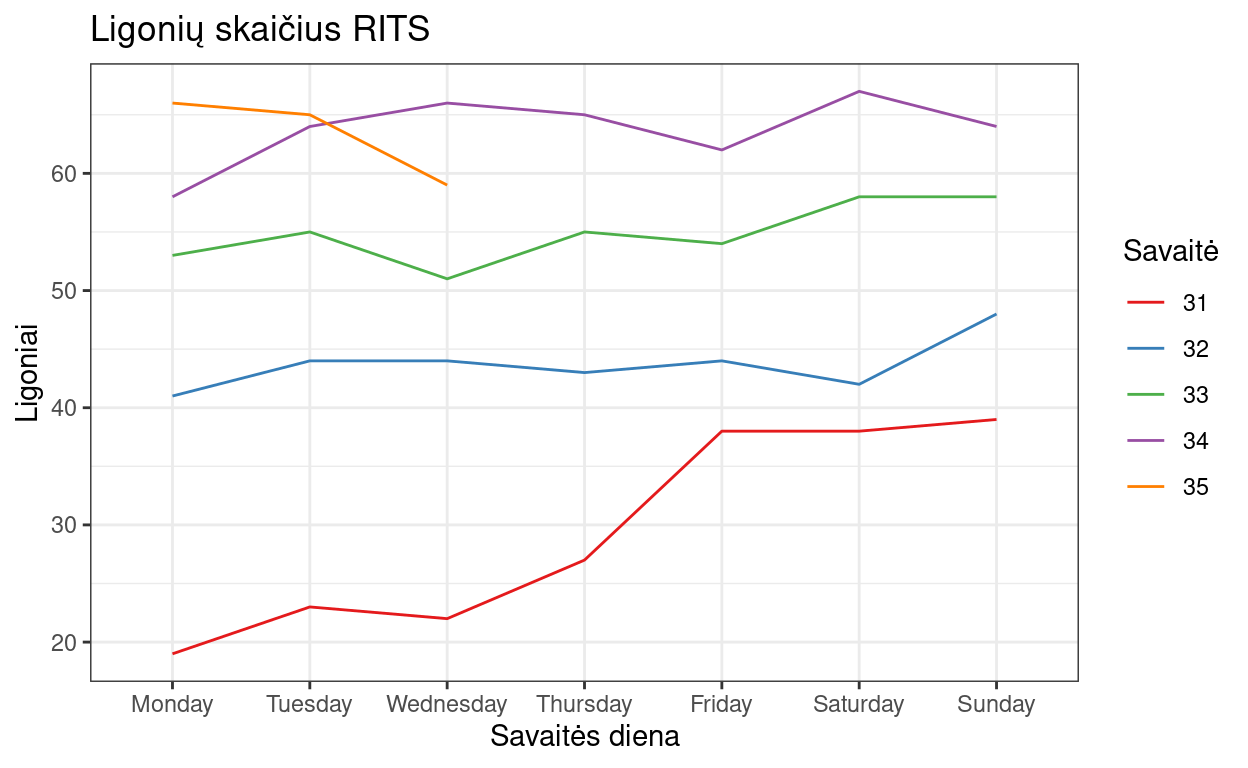 Ligonių skaičius RITS
Ligoniai
60
50
40
30
20
Monday Tuesday Wednesday Thursday Friday Saturday Sunday
Savaitės diena
Savaitė
31
32
33
34
35